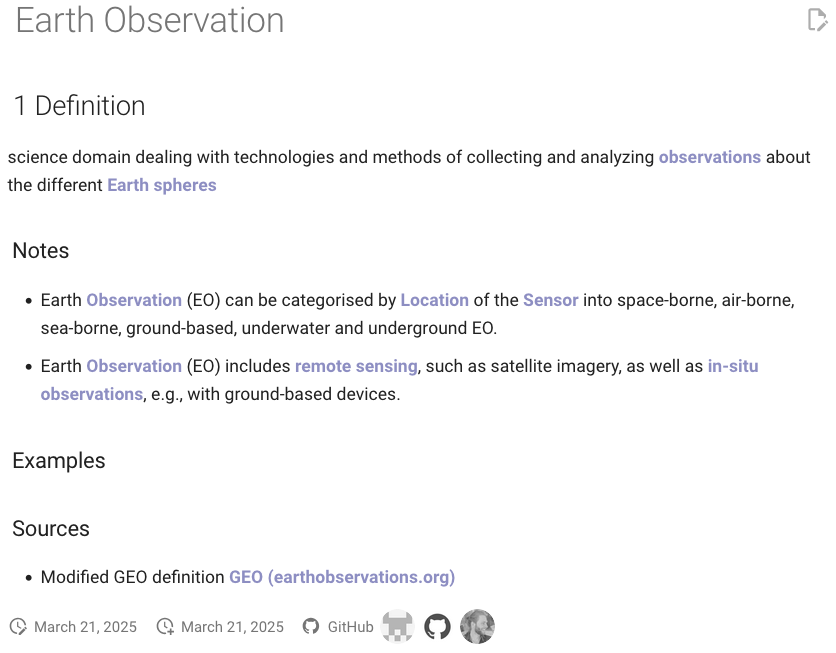 Earth Observation
1 Definition
science domain dealing with technologies and methods of collecting and analyzing observations about
the different Earth spheres
Notes
• Earth Observation (EO) can be categorised by Location of the Sensor into space-borne, air-borne,
sea-borne, ground-based, underwater and underground EO.
• Earth Observation (EO) includes remote sensing, such as satellite imagery, as well as in-situ
observations, e.g., with ground-based devices.
Examples
Sources
• Modified GEO definition GEO (earthobservations.org)
March 21, 2025 March 21, 2025 GitHub